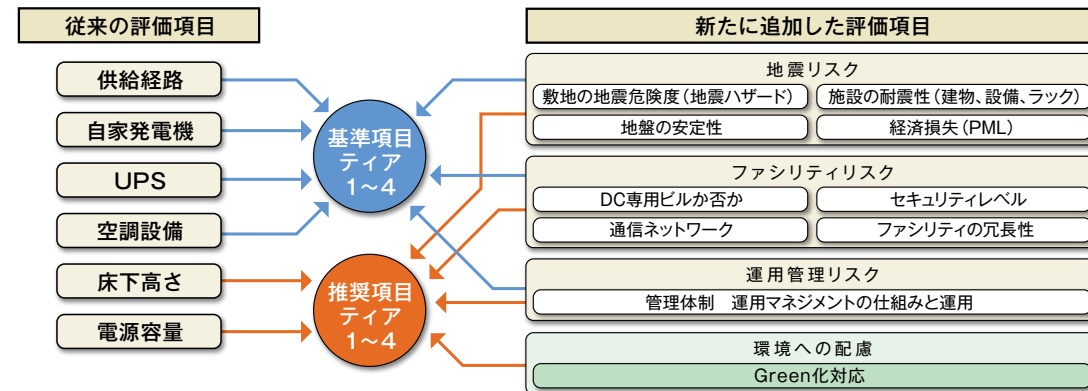 従来の評価項目
供給経路
自家発電機
UPS
空調設備
床下高さ
電源容量
基準項目
ティア
1〜4
推奨項目
ティア
1〜4
新たに追加した評価項目
地震リスク
敷地の地震危険度(地震ハザード)
施設の耐震性(建物、設備、ラック)
地盤の安定性
経済損失(PML)
ファシリティリスク
DC専用ビルか否か
セキュリティレベル
通信ネットワーク
ファシリティの冗長性
運用管理リスク
管理体制 運用マネジメントの仕組みと運用
環境への配慮
Green化対応